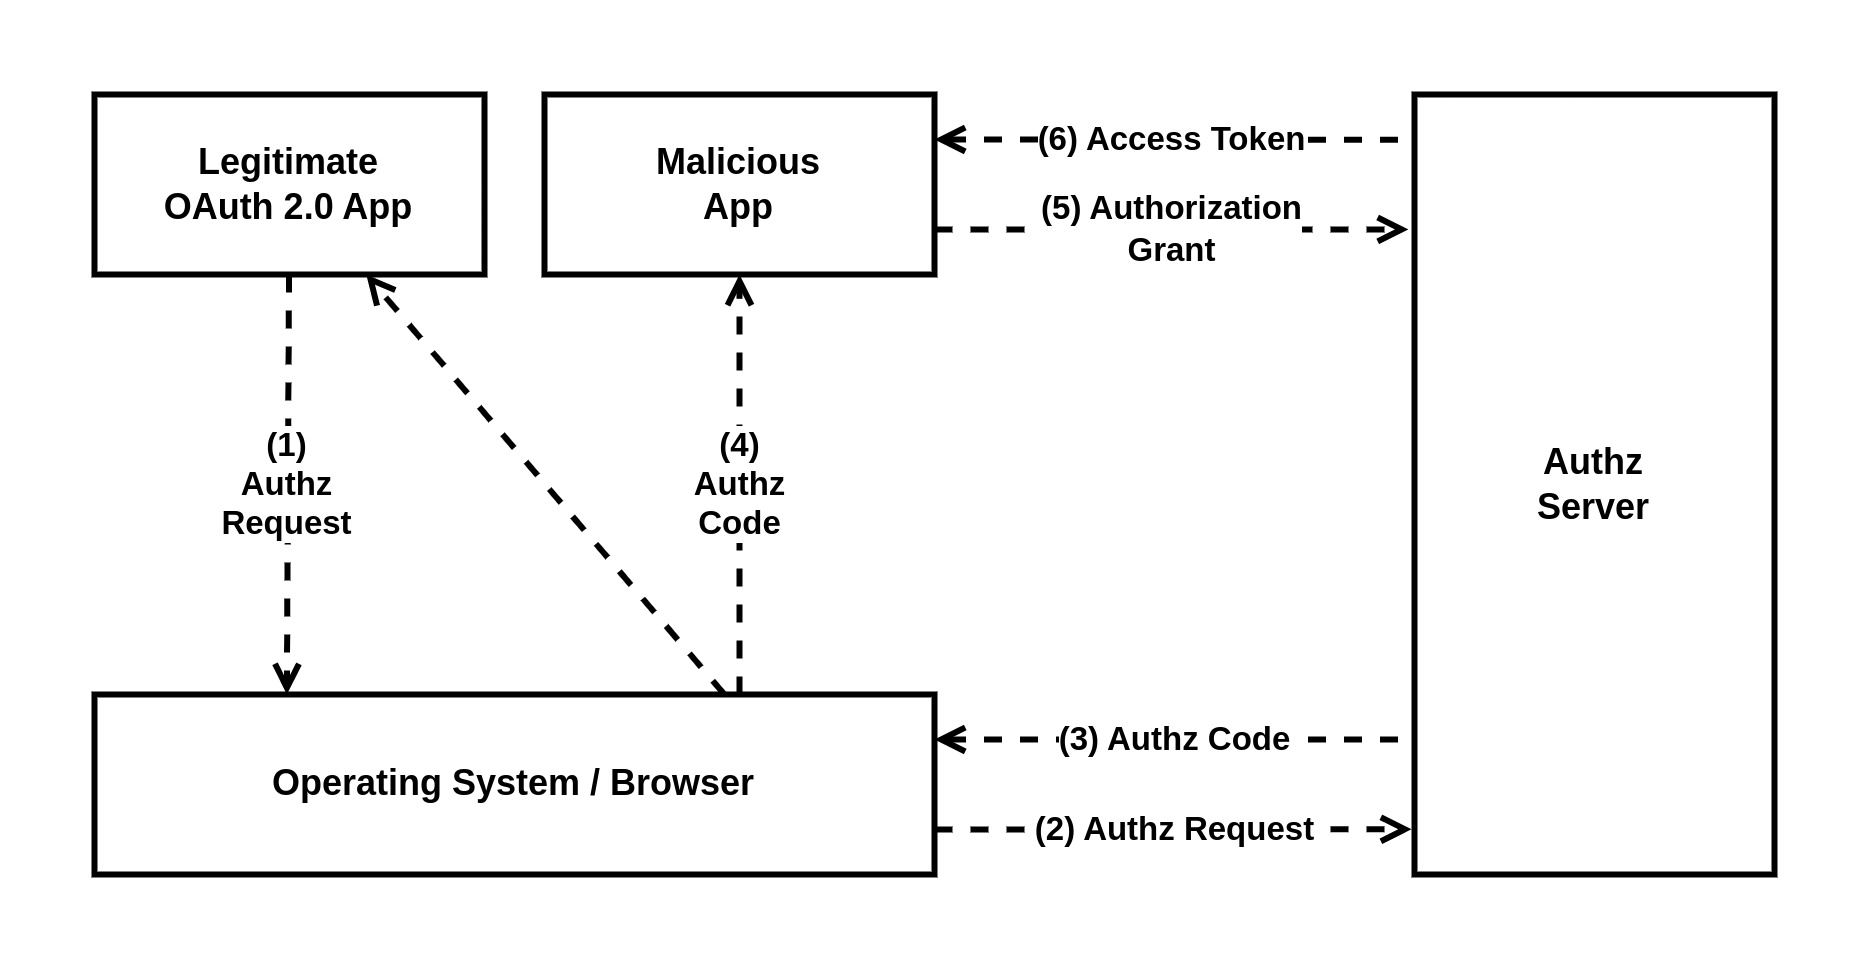 Legitimate
OAuth 2.0 App
Malicious
App
(6) Access Token
(5) Authorization
Grant
(1)
Authz
Request
(4)
Authz
Code
Authz
Server
Operating System / Browser
(3) Authz Code
(2) Authz Request